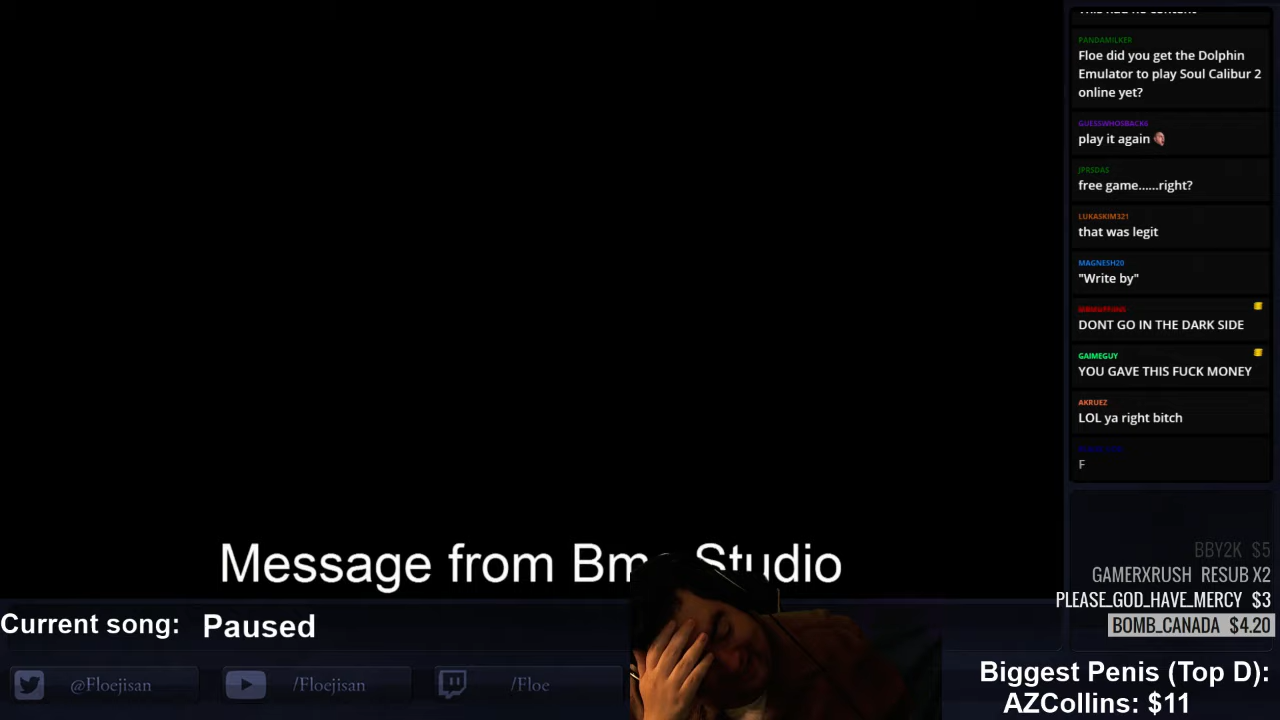 PANDAMILKER
Floe did you get the Dolphin
Emulator to play Soul Calibur 2
online yet?
GUESSWHOSBACK6
play it again
JPRSDAS
free game......right?
LUKASKIM321
that was legit
MAGNESH20
"Write by"
DONT GO IN THE DARK SIDE
GAIMEGUY
YOU GAVE THIS FUCK MONEY
AKRUEZ
LOL ya right bitch
F
Message from Studio
BBY2K $5
GAMERXRUSH RESUB X2
PLEASE_GOD_HAVE_MERCY $3
BOMB_CANADA $4.20
Current song: Paused
@Floejisan
/Floejisan
/Floe
Biggest Penis (Top D):
AZCollins: $11